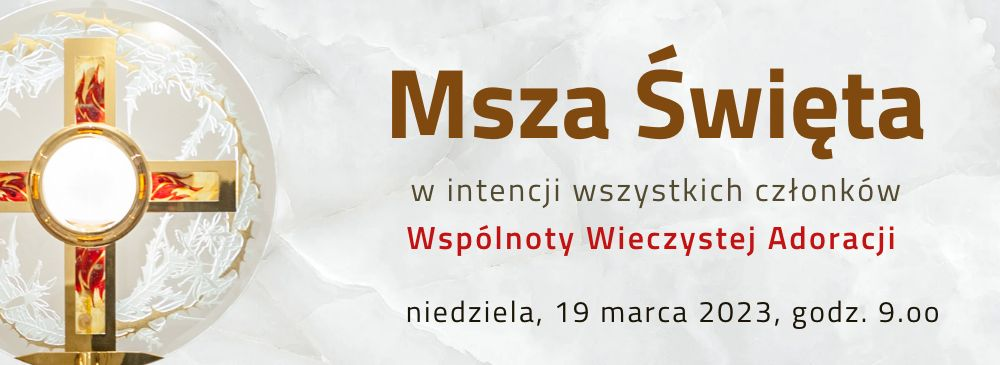 Msza Święta
w intencji wszystkich członków
Wspólnoty Wieczystej Adoracji
niedziela, 19 marca 2023, godz. 9.oo